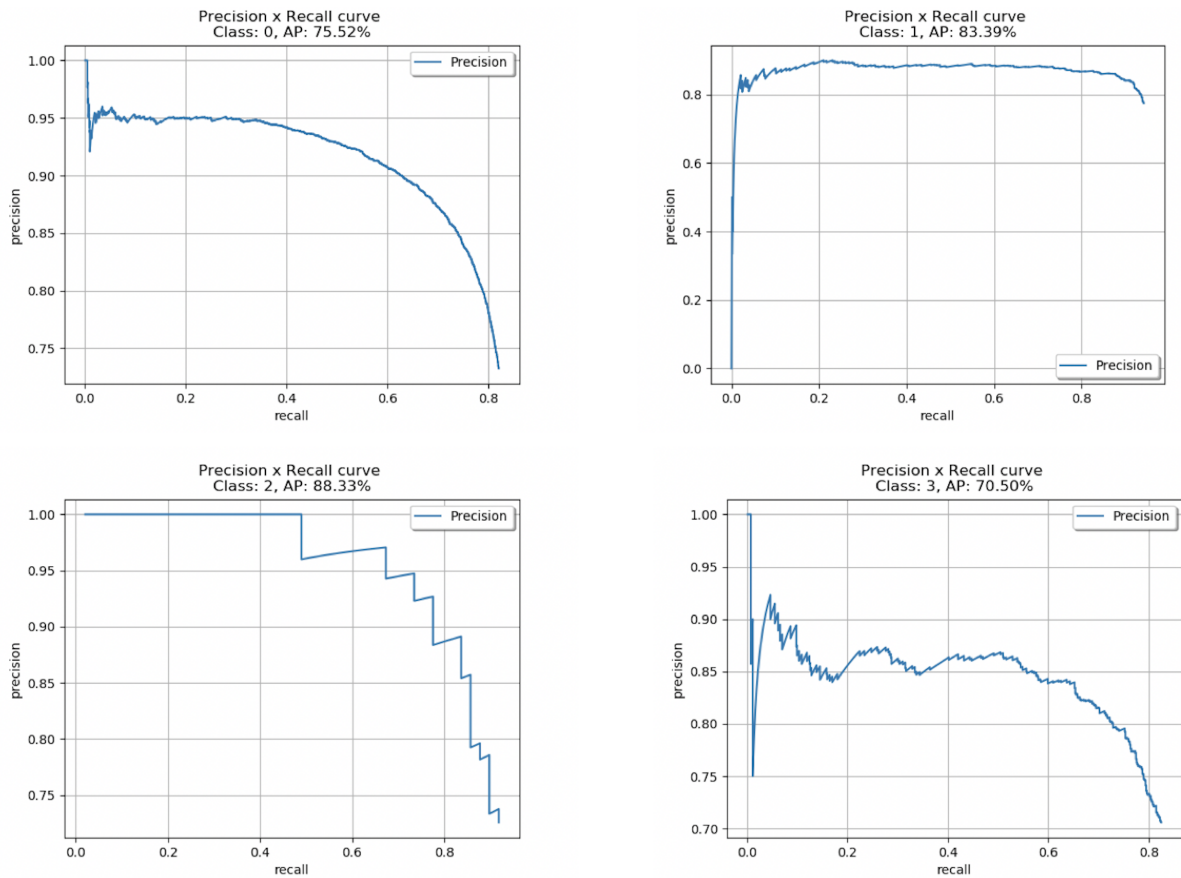 Precision x Recall curve
Class: 0, AP: 75.52%
1.00
0.95
0.90
0.85
0.80
0.75
precision
Precision
0.0 0.2 0.4 0.6 0.8
recall
Precision x Recall curve
Class: 1, AP: 83.39%
0.8
0.6
0.4
0.2
0.0
precision
Precision
0.0 0.2 0.4 0.6 0.8
recall
Precision x Recall curve
Class: 2, AP: 88.33%
1.00
0.95
0.90
0.85
0.80
0.75
precision
Precision
0.0 0.2 0.4 0.6 0.8
recall
Precision x Recall curve
Class: 3, AP: 70.50%
1.00
0.95
0.90
0.85
0.80
0.75
0.70
precision
Precision
0.0 0.2 0.4 0.6 0.8
recall